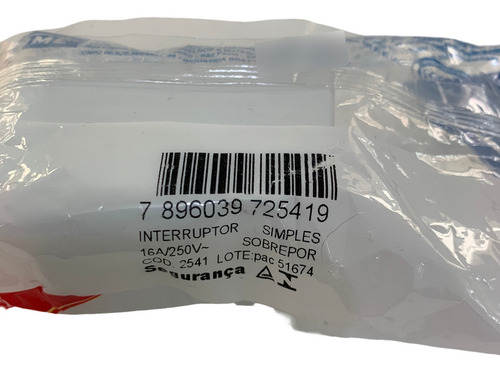 7 896039 725419
INTERRUPTOR SIMPLES
16A/250V~ SOBREPOR
COD. 2541 LOTE:pac 51674
Segurança